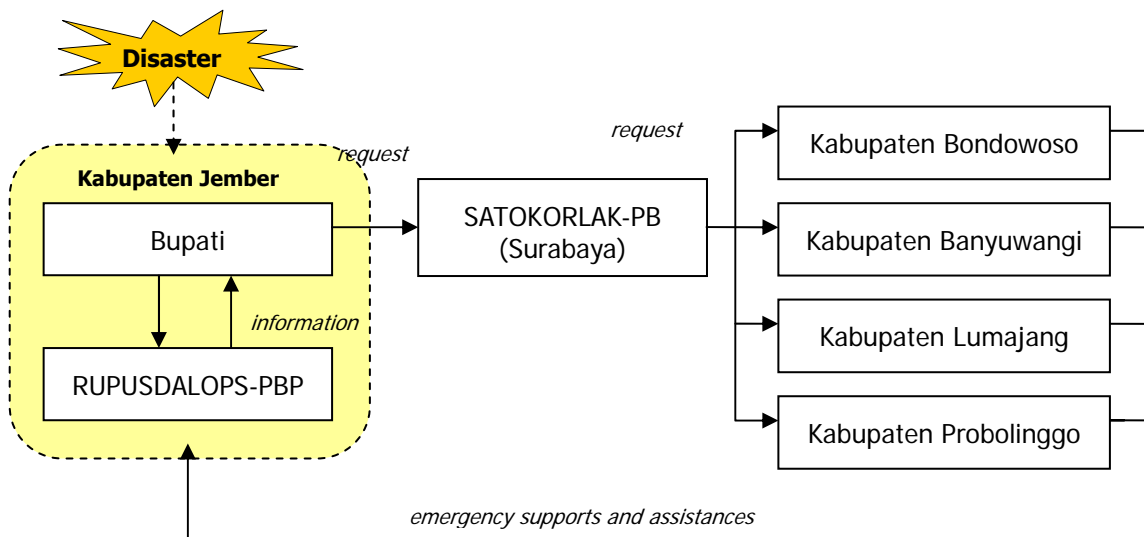 Disaster
request
request
Kabupaten Jember
Bupati
information
RUPUSDALOPS-PBP
SATOKORLAK-PB
(Surabaya)
Kabupaten Bondowoso
Kabupaten Banyuwangi
Kabupaten Lumajang
Kabupaten Probolinggo
emergency supports and assistances